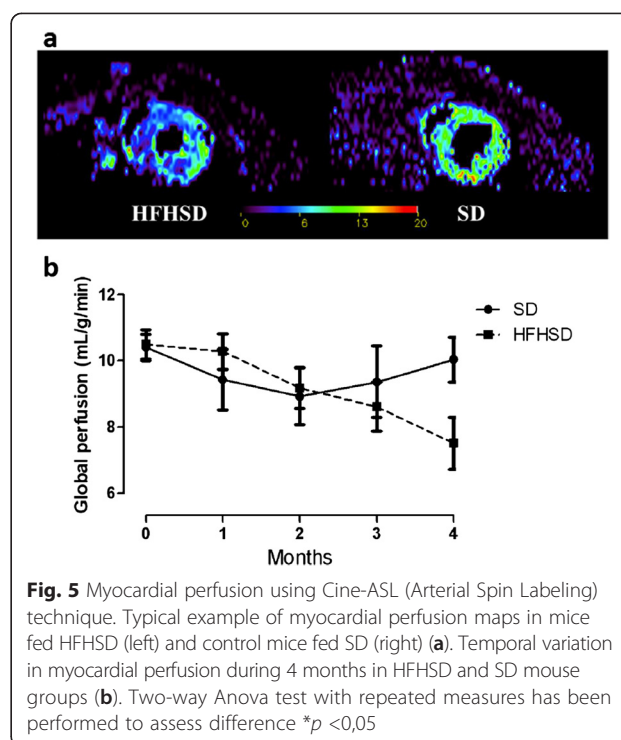 a
HFHSD
SD
0 6 13 20
b
Global perfusion (mL/g/min)
12
10
8
6
SD
HFHSD
0 1 2 3 4
Months
Fig. 5 Myocardial perfusion using Cine-ASL (Arterial Spin Labeling)
technique. Typical example of myocardial perfusion maps in mice
fed HFHSD (left) and control mice fed SD (right) (a). Temporal variation
in myocardial perfusion during 4 months in HFHSD and SD mouse
groups (b). Two-way Anova test with repeated measures has been
performed to assess difference *p <0,05